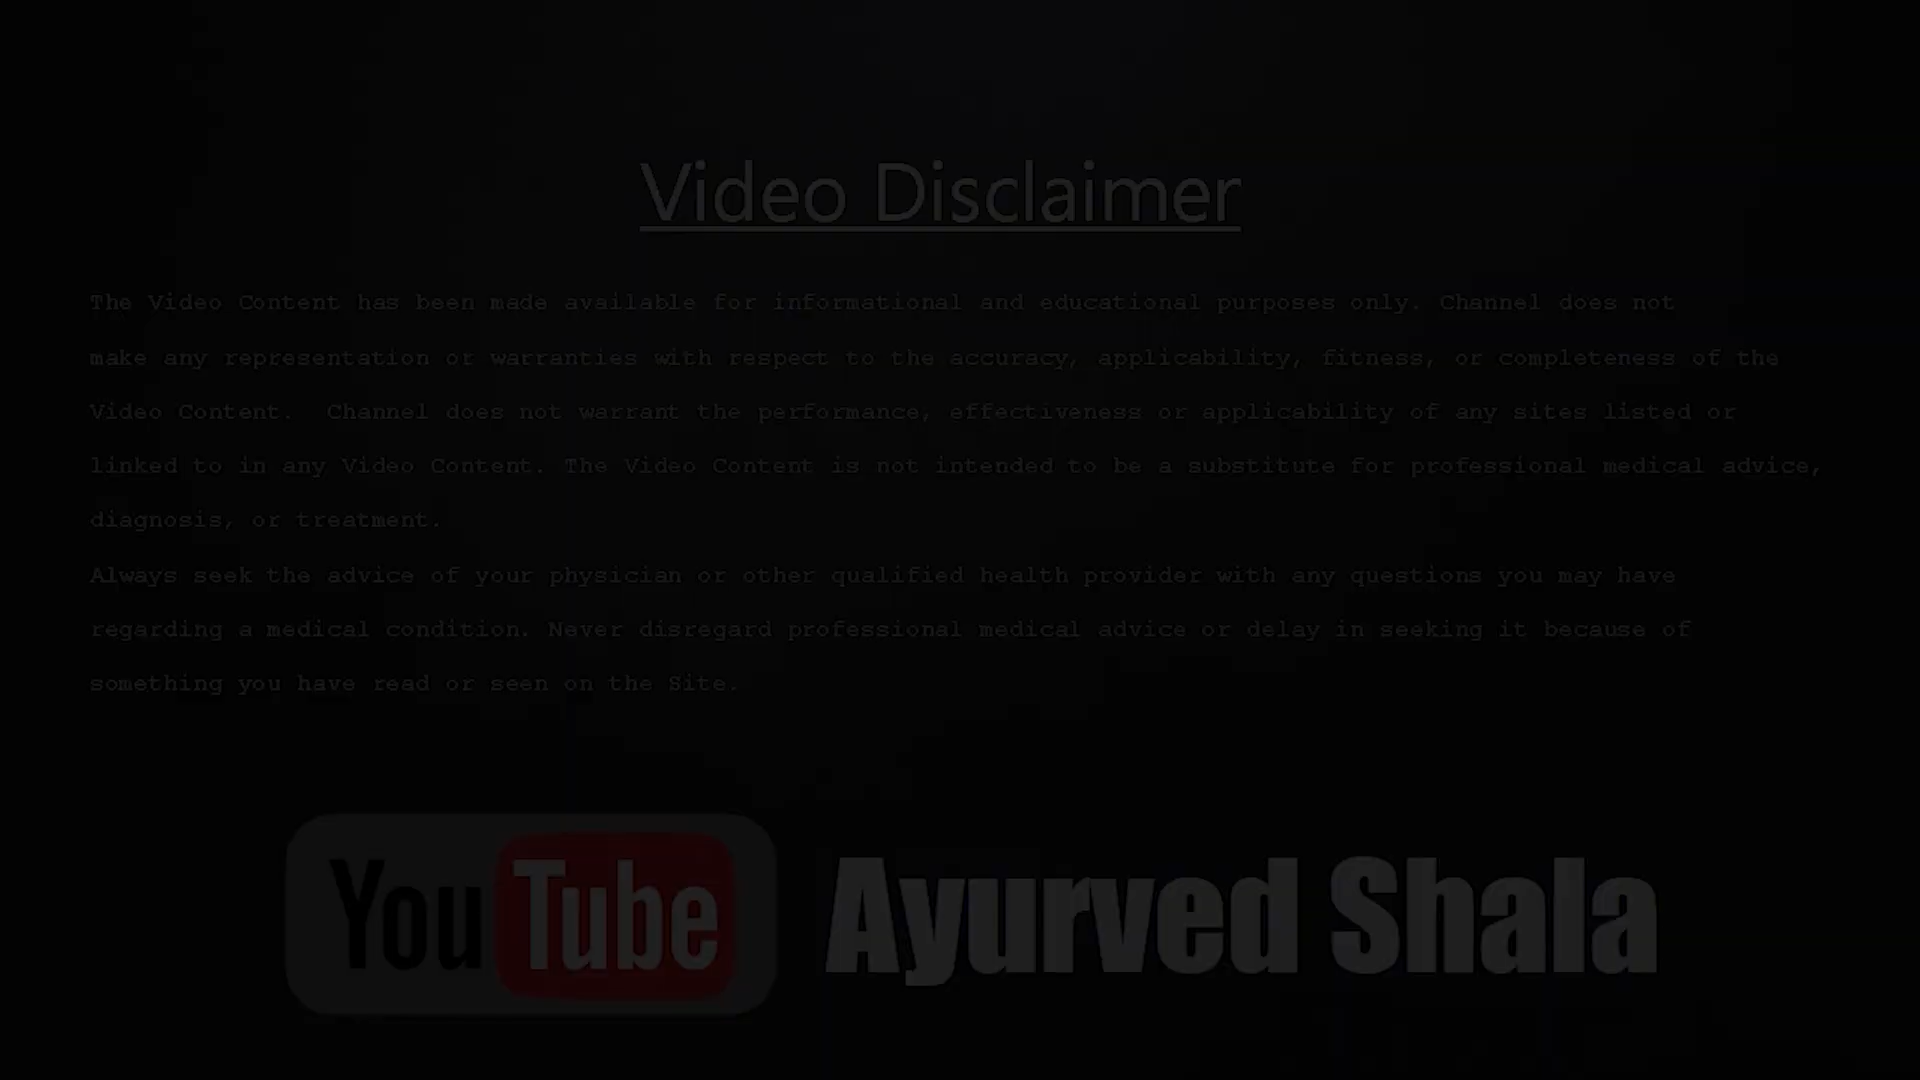 Video Disclaimer
The Video Content has been made available for informational and educational purposes only. Channel does not
make any representation or warranties with respect to the accuracy, applicability, fitness, or completeness of the
Video Content.  Channel does not warrant the performance, effectiveness or applicability of any sites listed or
linked to in any Video Content. The Video Content is not intended to be a substitute for professional medical advice,
diagnosis, or treatment.
Always seek the advice of your physician or other qualified health provider with any questions you may have
regarding a medical condition. Never disregard professional medical advice or delay in seeking it because of
something you have read or seen on the Site.
YouTube Ayurved Shala